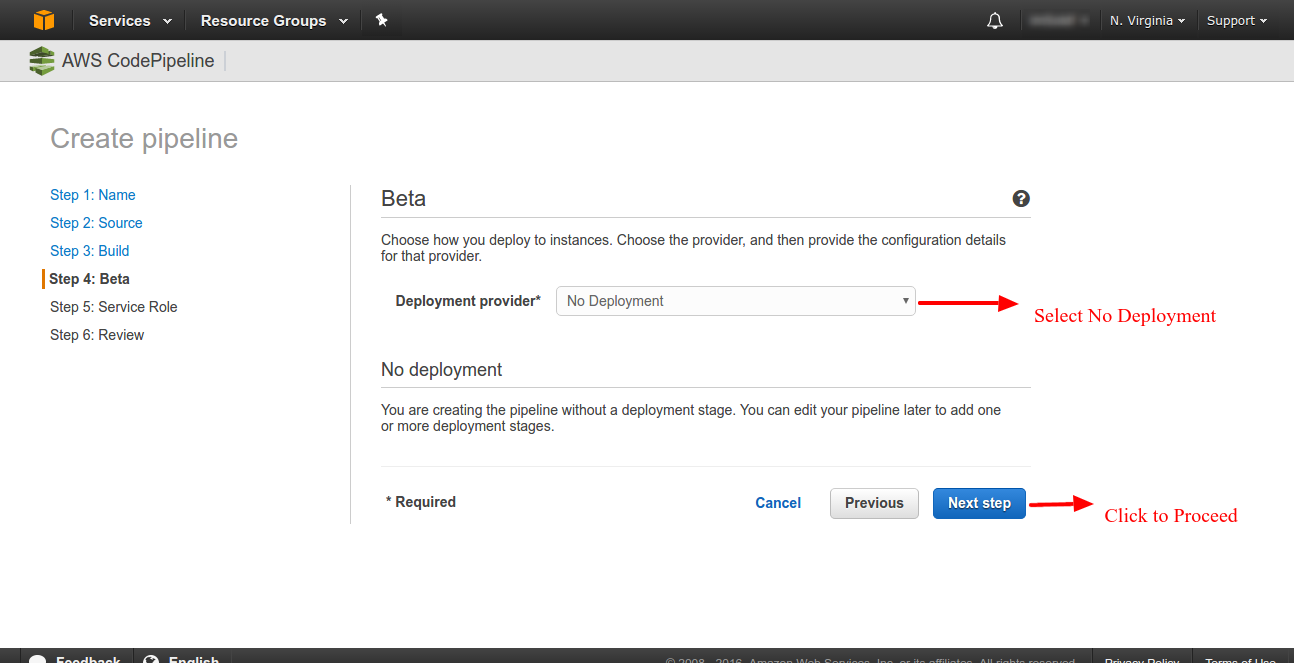 Services
Resource Groups
N. Virginia
Support
AWS CodePipeline
Create pipeline
Step 1: Name
Step 2: Source
Step 3: Build
Step 4: Beta
Step 5: Service Role
Step 6: Review
Beta
?
Choose how you deploy to instances. Choose the provider, and then provide the configuration details
for that provider.
Deployment provider*
No Deployment
Select No Deployment
No deployment
You are creating the pipeline without a deployment stage. You can edit your pipeline later to add one
or more deployment stages.
* Required
Cancel
Previous
Next step
Click to Proceed
Feedback
English
© 2008 - 2016, Amazon Web Services, Inc. or its affiliates. All rights reserved.
Privacy Policy
Terms of Use